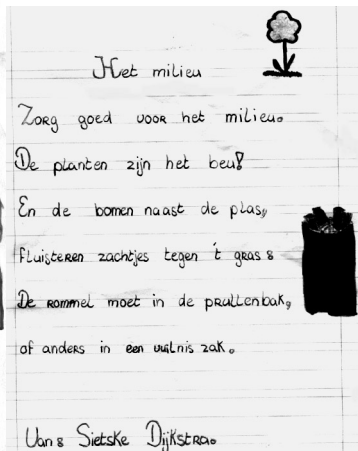 Het milieu
Zorg goed voor het milieu.
De planten zijn het beu!
En de bomen naast de plas,
fluisteren zachtjes tegen 't gras:
De rommel moet in de prullenbak,
of anders in een vuilnis zak.
Van: Sietske Dijkstra.